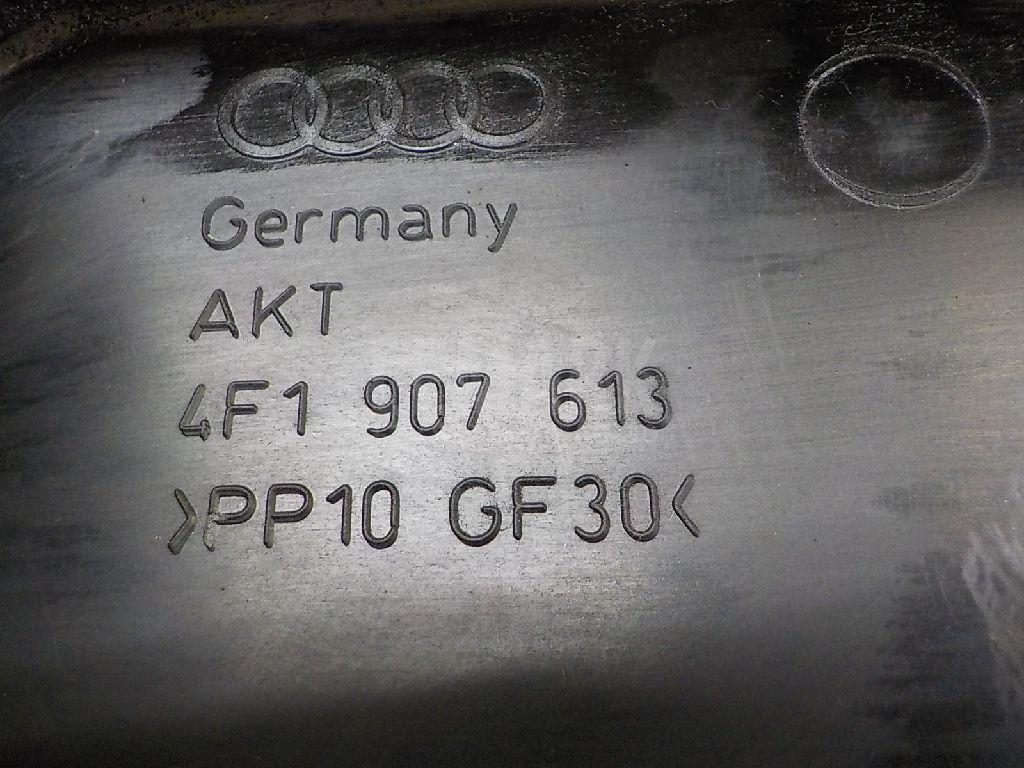 Germany
AKT
4F1 907 613
>PP10 GF30<